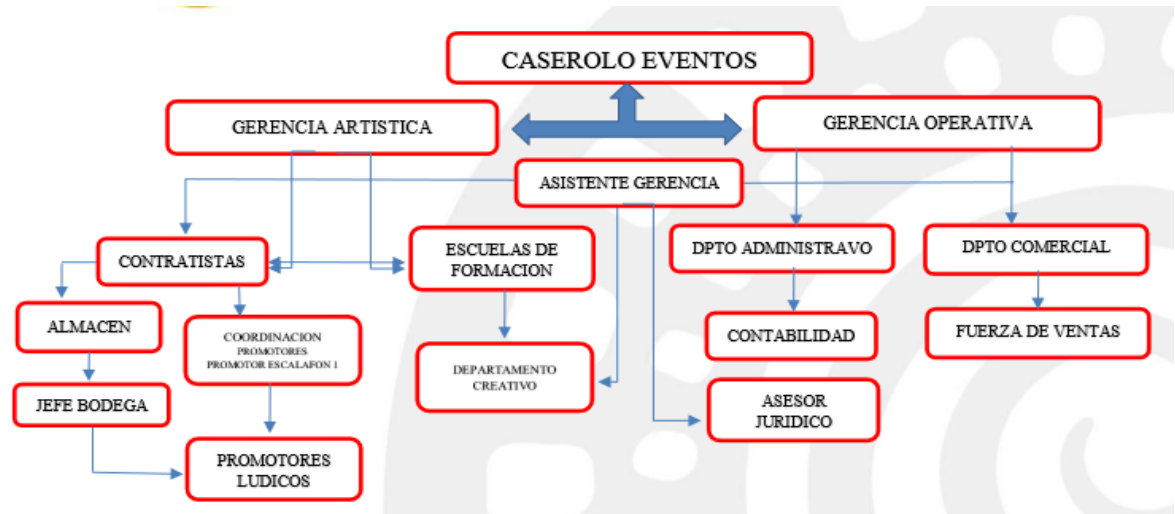 CASEROLO EVENTOS
GERENCIA ARTISTICA
GERENCIA OPERATIVA
ASISTENTE GERENCIA
CONTRATISTAS
ESCUELAS DE
FORMACION
DPTO ADMINISTRAVO
DPTO COMERCIAL
ALMACEN
COORDINACION
PROMOTORES
PROMOTOR ESCALAFON 1
DEPARTAMENTO
CREATIVO
CONTABILIDAD
FUERZA DE VENTAS
JEFE BODEGA
ASESOR
JURIDICO
PROMOTORES
LUDICOS